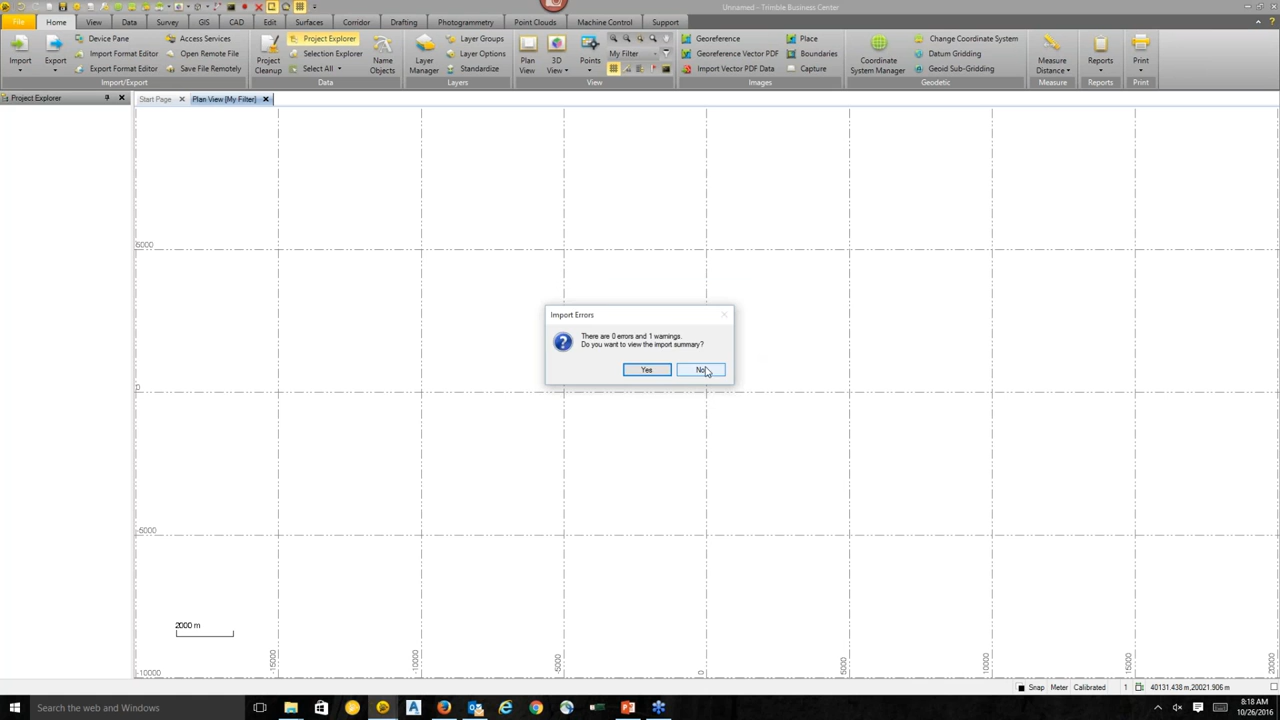 Unnamed - Trimble Business Center
File Home View Data Survey GIS CAD Edit Surfaces Corridor Drafting Photogrammetry Point Clouds Machine Control Support
Import
Export
Device Pane
Import Format Editor
Export Format Editor
Access Services
Open Remote File
Save File Remotely
Import/Export
Project Cleanup
Project Explorer
Selection Explorer
Select All
Name Objects
Data
Layer Manager
Layer Groups
Layer Options
Standardize
Layers
Plan View
3D View
Points
My Filter
View
Georeference
Georeference Vector PDF
Import Vector PDF Data
Place
Boundaries
Capture
Images
Coordinate System Manager
Change Coordinate System
Datum Gridding
Geoid Sub-Gridding
Geodetic
Measure Distance
Measure
Reports
Reports
Print
Print
Project Explorer
Start Page
Plan View [My Filter]
5000
0
-5000
-10000
Import Errors
There are 0 errors and 1 warnings.
Do you want to view the import summary?
Yes
No
2000 m
-15000
-10000
-5000
0
5000
10000
15000
20000
Snap Meter Calibrated 1 40131.438 m,20021.906 m
Search the web and Windows
8:18 AM
10/26/2016